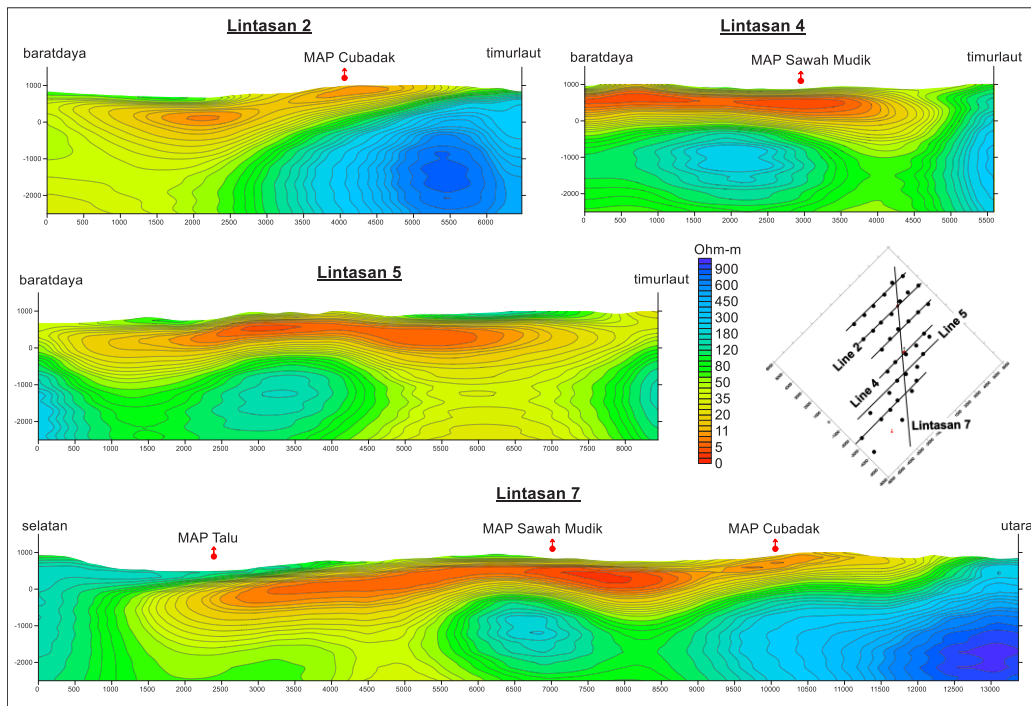 Lintasan 2
baratdaya
MAP Cubadak
timurlaut
1000
0
-1000
-2000
0 500 1000 1500 2000 2500 3000 3500 4000 4500 5000 5500 6000
Lintasan 4
baratdaya
MAP Sawah Mudik
timurlaut
1000
0
-1000
-2000
0 500 1000 1500 2000 2500 3000 3500 4000 4500 5000 5500
Lintasan 5
baratdaya
timurlaut
1000
0
-1000
-2000
0 500 1000 1500 2000 2500 3000 3500 4000 4500 5000 5500 6000 6500 7000 7500 8000
Ohm-m
900
600
450
300
180
120
80
50
35
20
11
5
0
Line 2
Line 4
Line 5
Lintasan 7
Lintasan 7
selatan
MAP Talu
MAP Sawah Mudik
MAP Cubadak
utara
1000
0
-1000
-2000
0 500 1000 1500 2000 2500 3000 3500 4000 4500 5000 5500 6000 6500 7000 7500 8000 8500 9000 9500 10000 10500 11000 11500 12000 12500 13000